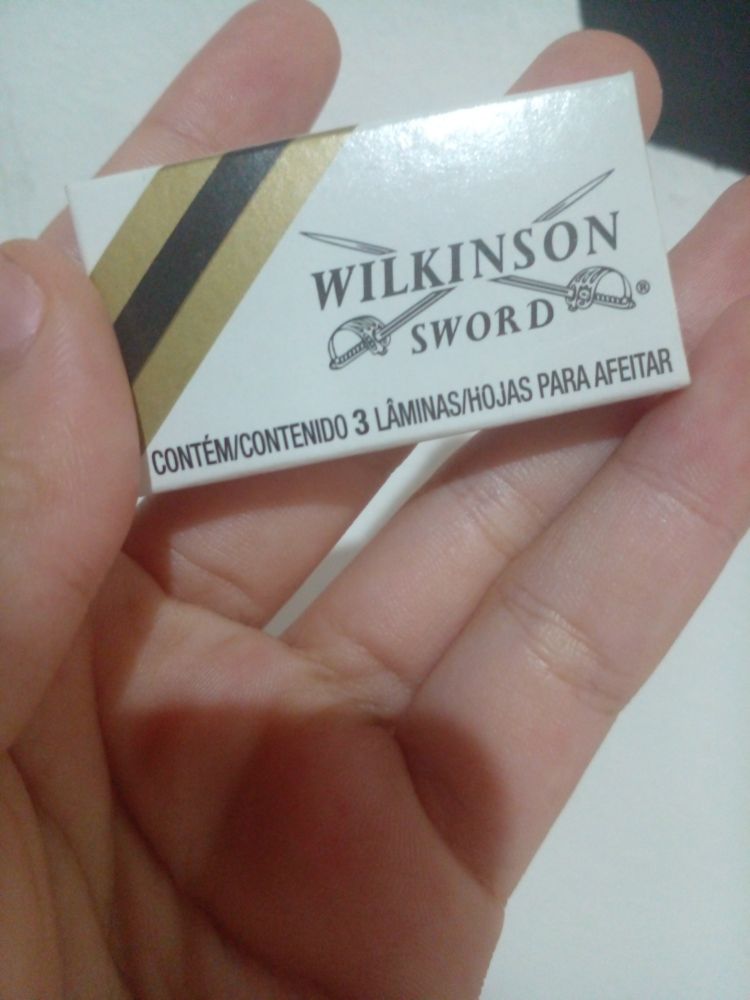 WILKINSON
SWORD ®
CONTÉM/CONTENIDO 3 LÂMINAS/HOJAS PARA AFEITAR